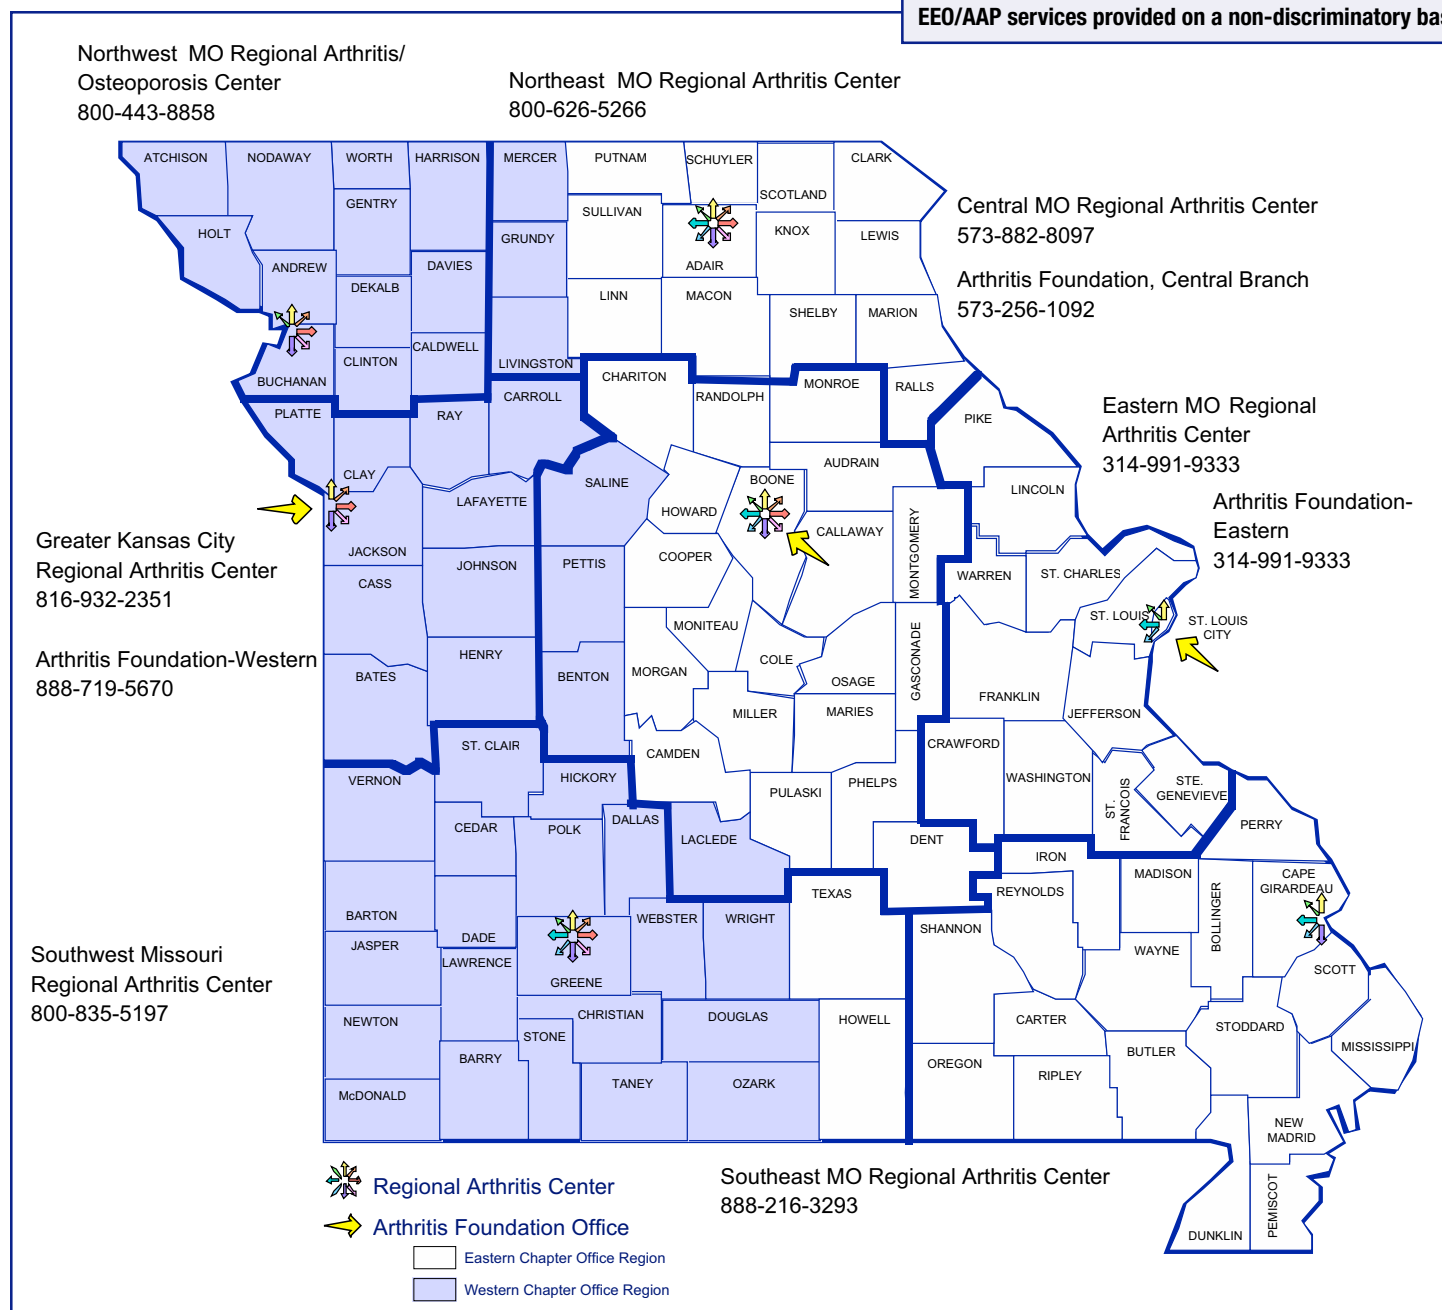 EEO/AAP services provided on a non-discriminatory bas
Northwest MO Regional Arthritis/
Osteoporosis Center
800-443-8858
Northeast MO Regional Arthritis Center
800-626-5266
Central MO Regional Arthritis Center
573-882-8097
Arthritis Foundation, Central Branch
573-256-1092
Eastern MO Regional
Arthritis Center
314-991-9333
Arthritis Foundation-
Eastern
314-991-9333
Greater Kansas City
Regional Arthritis Center
816-932-2351
Arthritis Foundation-Western
888-719-5670
Southwest Missouri
Regional Arthritis Center
800-835-5197
Southeast MO Regional Arthritis Center
888-216-3293
ATCHISON
NODAWAY
WORTH
HARRISON
MERCER
PUTNAM
SCHUYLER
SCOTLAND
CLARK
HOLT
GENTRY
SULLIVAN
KNOX
LEWIS
ANDREW
DAVIES
GRUNDY
ADAIR
DEKALB
LINN
MACON
SHELBY
MARION
CLINTON
CALDWELL
LIVINGSTON
BUCHANAN
CHARITON
RANDOLPH
MONROE
RALLS
PLATTE
RAY
CARROLL
PIKE
CLAY
SALINE
AUDRAIN
BOONE
LINCOLN
LAFAYETTE
HOWARD
CALLAWAY
MONTGOMERY
JACKSON
COOPER
CASS
JOHNSON
PETTIS
WARREN
ST. CHARLES
MONITEAU
ST. LOUIS
ST. LOUIS
CITY
HENRY
BATES
BENTON
MORGAN
COLE
OSAGE
GASCONADE
FRANKLIN
MILLER
MARIES
JEFFERSON
ST. CLAIR
CAMDEN
CRAWFORD
VERNON
HICKORY
PULASKI
PHELPS
WASHINGTON
ST.
FRANCOIS
STE.
GENEVIEVE
CEDAR
POLK
DALLAS
LACLEDE
DENT
PERRY
IRON
MADISON
CAPE
GIRARDEAU
BARTON
TEXAS
REYNOLDS
BOLLINGER
WEBSTER
WRIGHT
SHANNON
DADE
JASPER
LAWRENCE
WAYNE
SCOTT
GREENE
NEWTON
CHRISTIAN
DOUGLAS
HOWELL
CARTER
STODDARD
STONE
MISSISSIPPI
BARRY
OREGON
BUTLER
RIPLEY
McDONALD
TANEY
OZARK
NEW
MADRID
PEMISCOT
DUNKLIN
Regional Arthritis Center
Arthritis Foundation Office
Eastern Chapter Office Region
Western Chapter Office Region